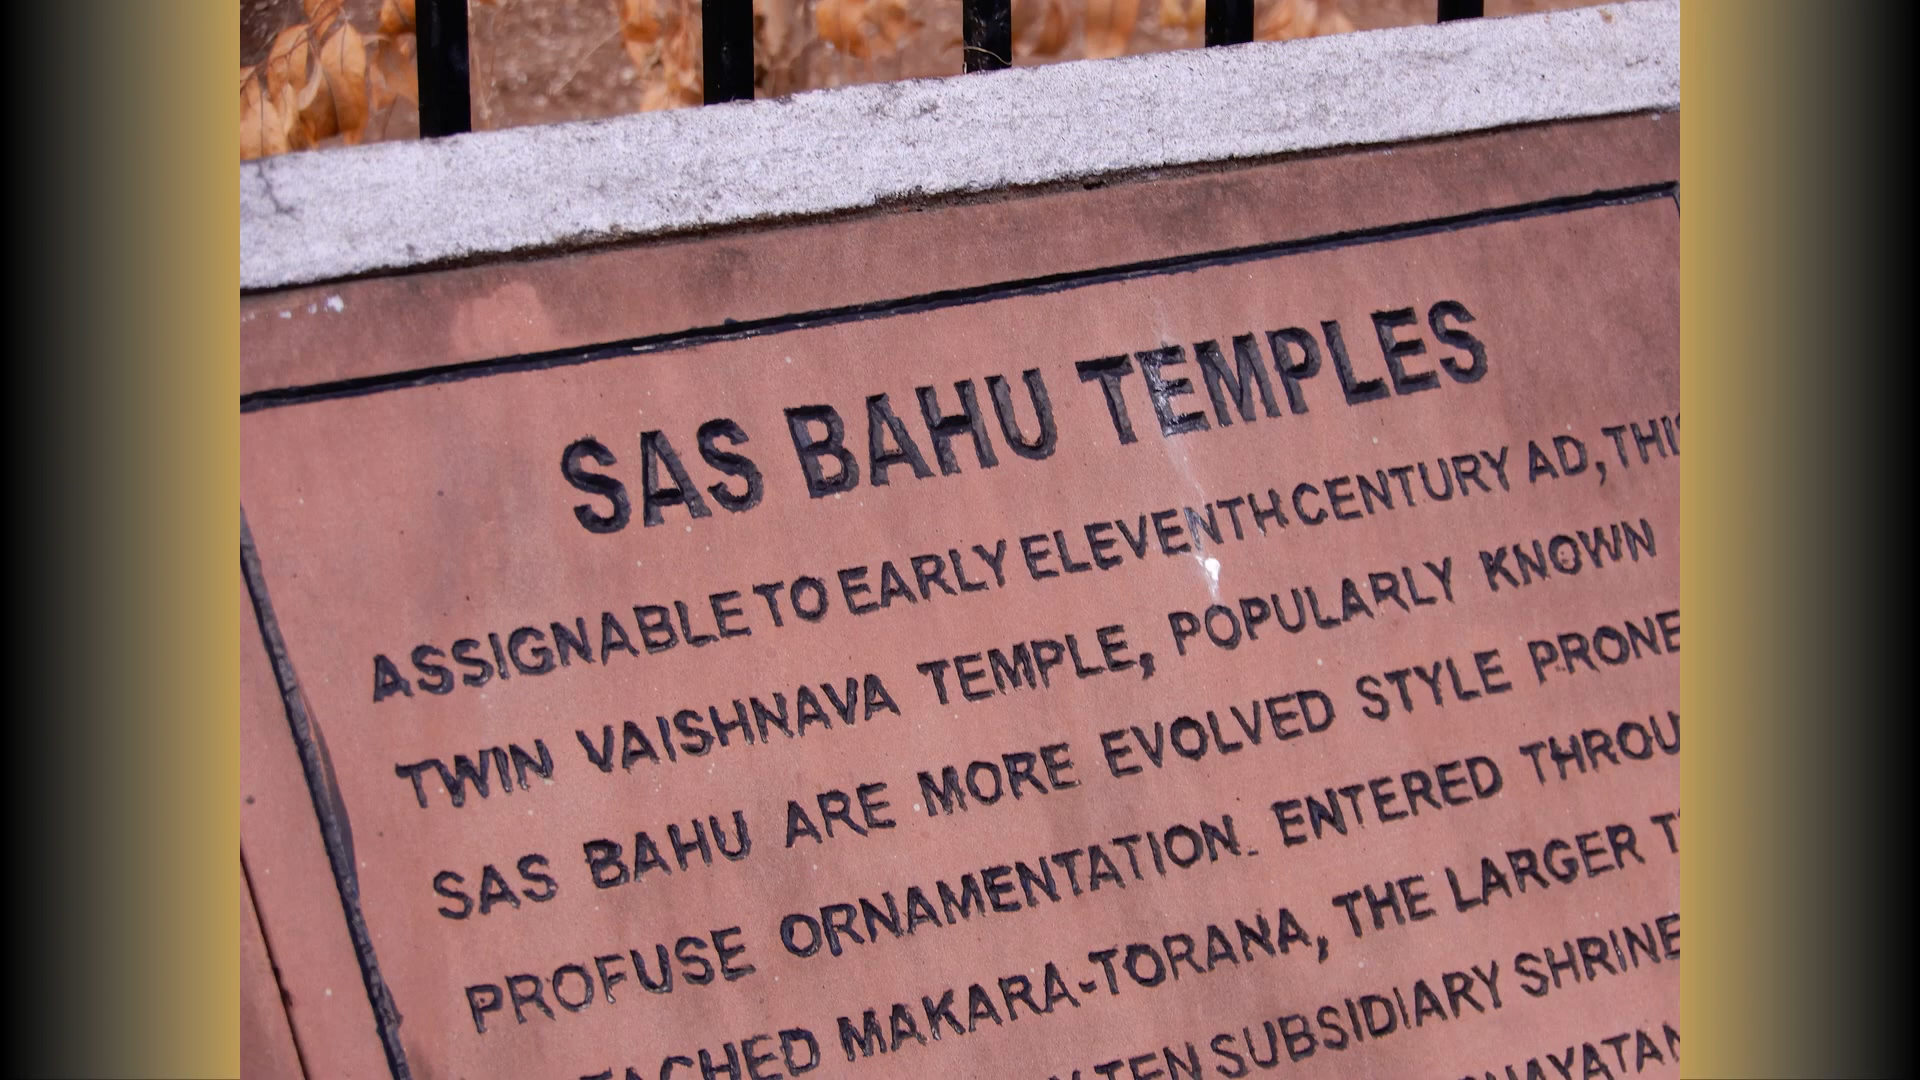 SAS BAHU TEMPLES
ASSIGNABLE TO EARLY ELEVENTH CENTURY AD, THIS
TWIN VAISHNAVA TEMPLE, POPULARLY KNOWN
SAS BAHU ARE MORE EVOLVED STYLE PRONE
PROFUSE ORNAMENTATION. ENTERED THROU
MAKARA-TORANA, THE LARGER
TEN SUBSIDIARY SHRINE